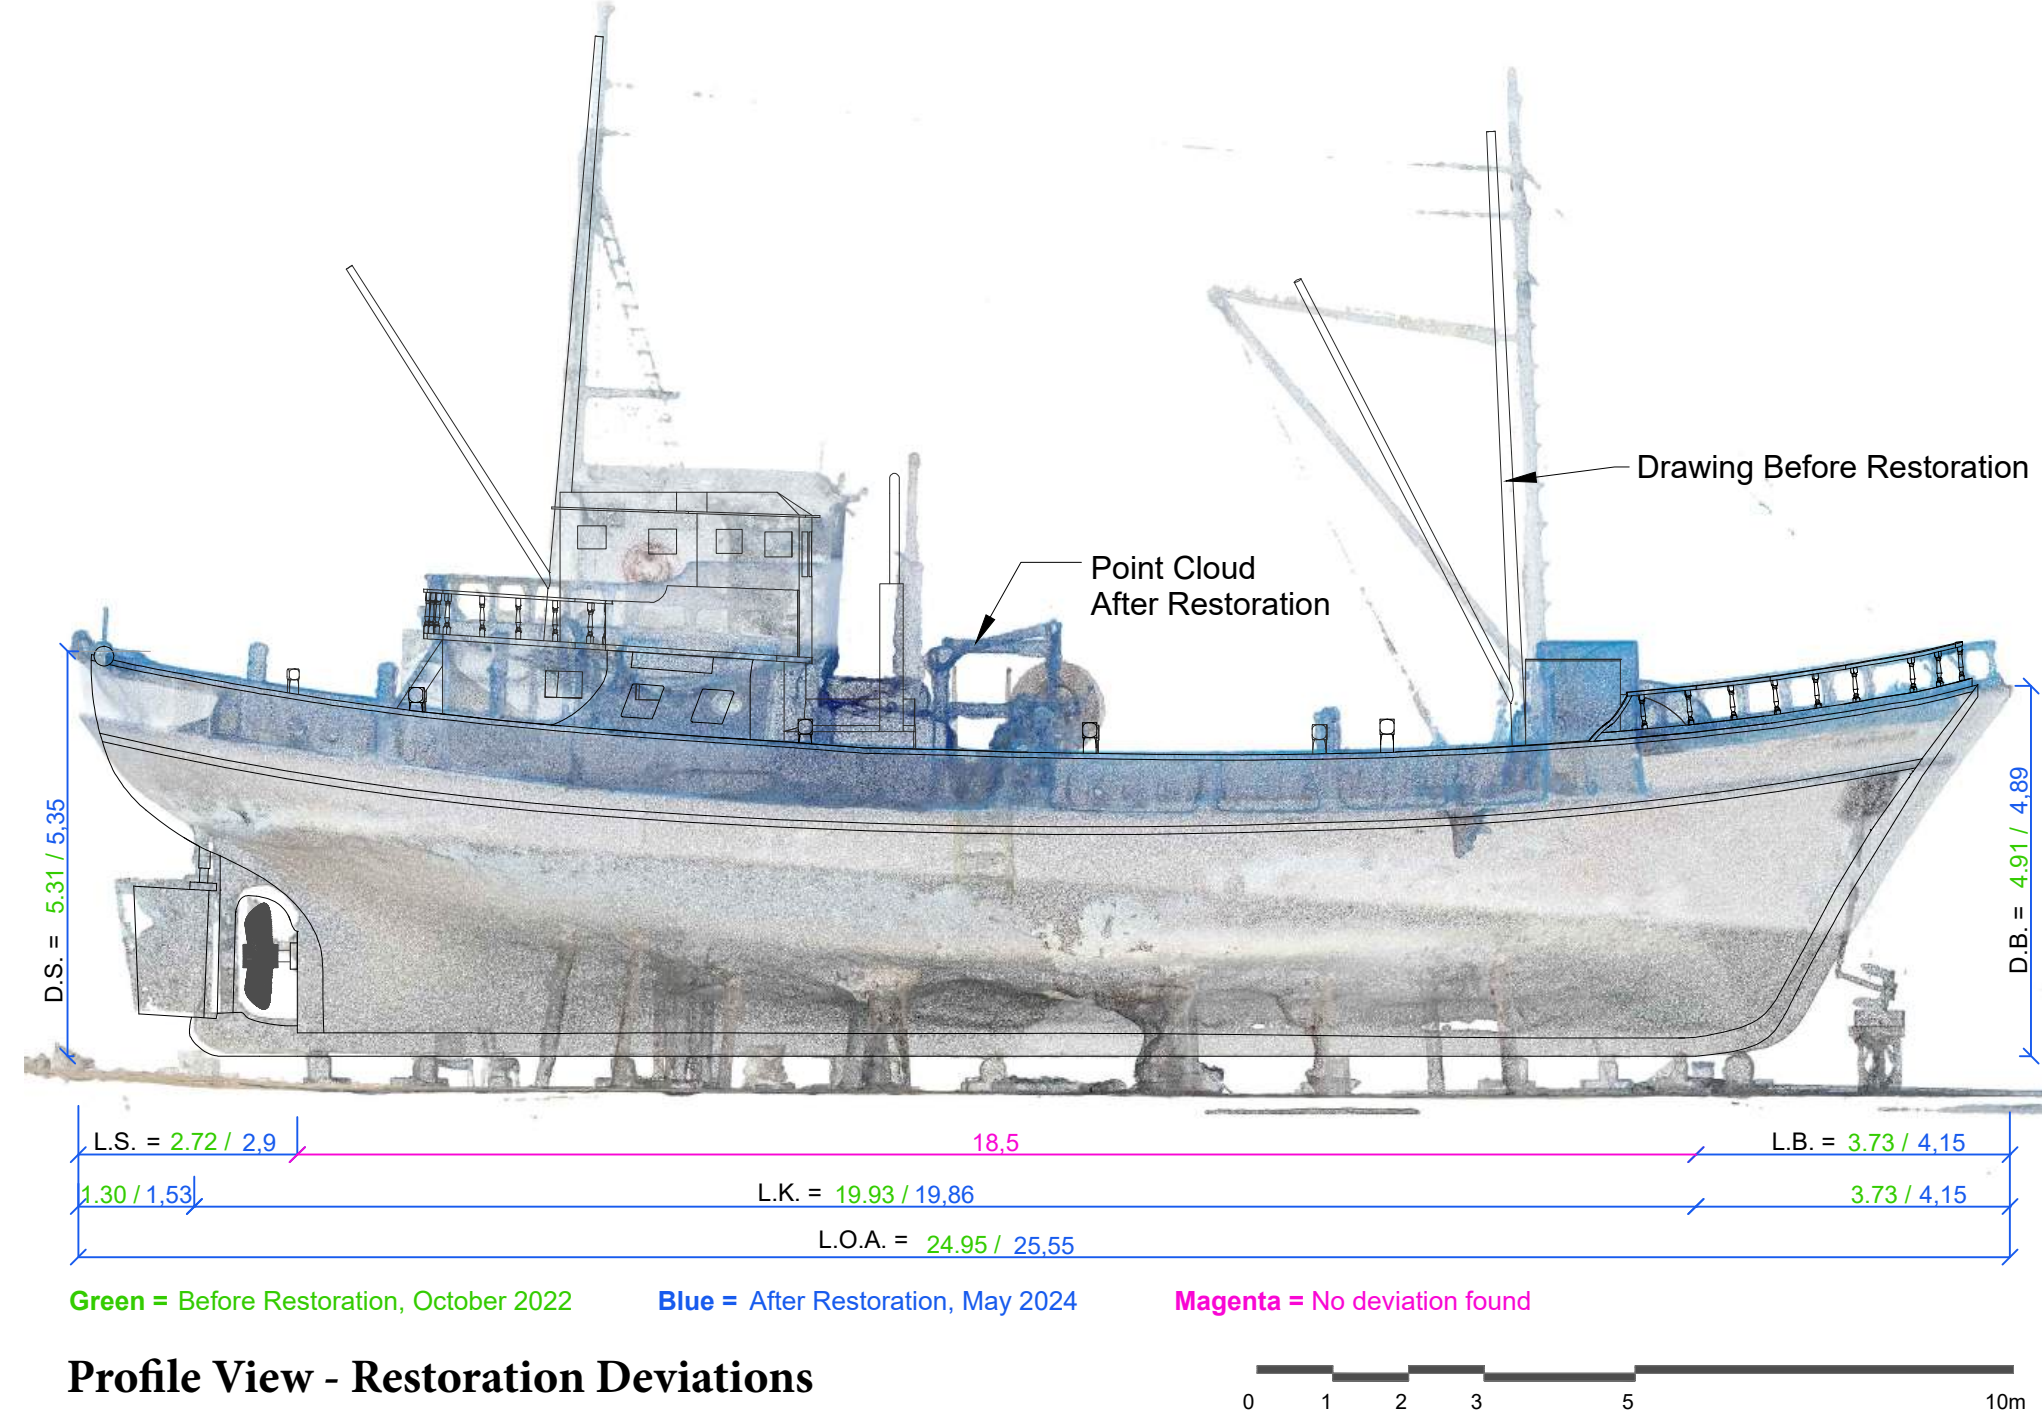 Drawing Before Restoration
Point Cloud
After Restoration
D.S. = 5.31 / 5,35
D.B. = 4.91 / 4,89
L.S. = 2.72 / 2,9
18,5
L.B. = 3.73 / 4,15
1.30 / 1,53
L.K. = 19.93 / 19,86
3.73 / 4,15
L.O.A. = 24.95 / 25,55
Green = Before Restoration, October 2022
Blue = After Restoration, May 2024
Magenta = No deviation found
Profile View - Restoration Deviations
0 1 2 3 5 10m